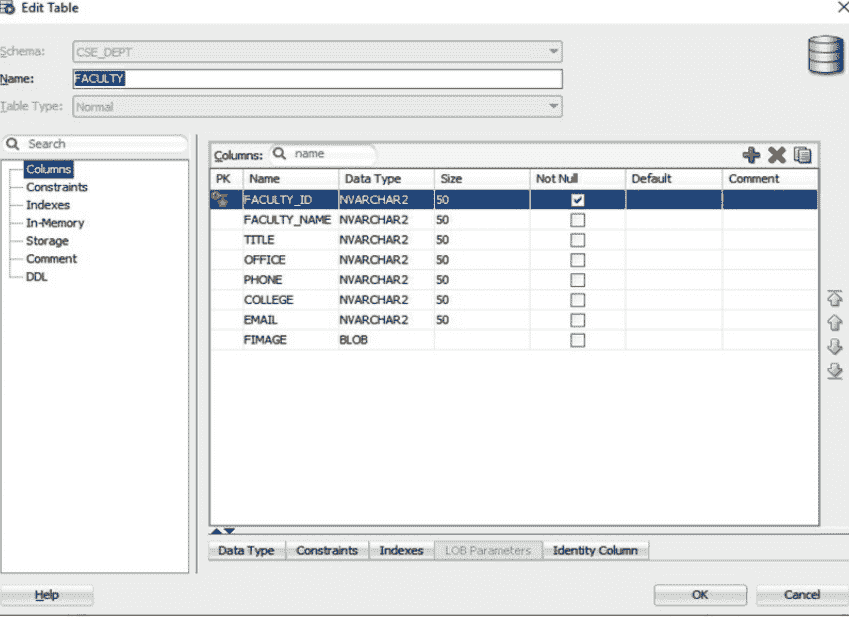 Edit Table
Schema: CSE_DEPT
Name: FACULTY
Table Type: Normal
Search
Columns
Constraints
Indexes
In-Memory
Storage
Comment
DDL
Columns: name
PK Name Data Type Size Not Null Default Comment
FACULTY_ID NVARCHAR2 50
FACULTY_NAME NVARCHAR2 50
TITLE NVARCHAR2 50
OFFICE NVARCHAR2 50
PHONE NVARCHAR2 50
COLLEGE NVARCHAR2 50
EMAIL NVARCHAR2 50
FIMAGE BLOB
Data Type Constraints Indexes LOB Parameters Identity Column
Help OK Cancel